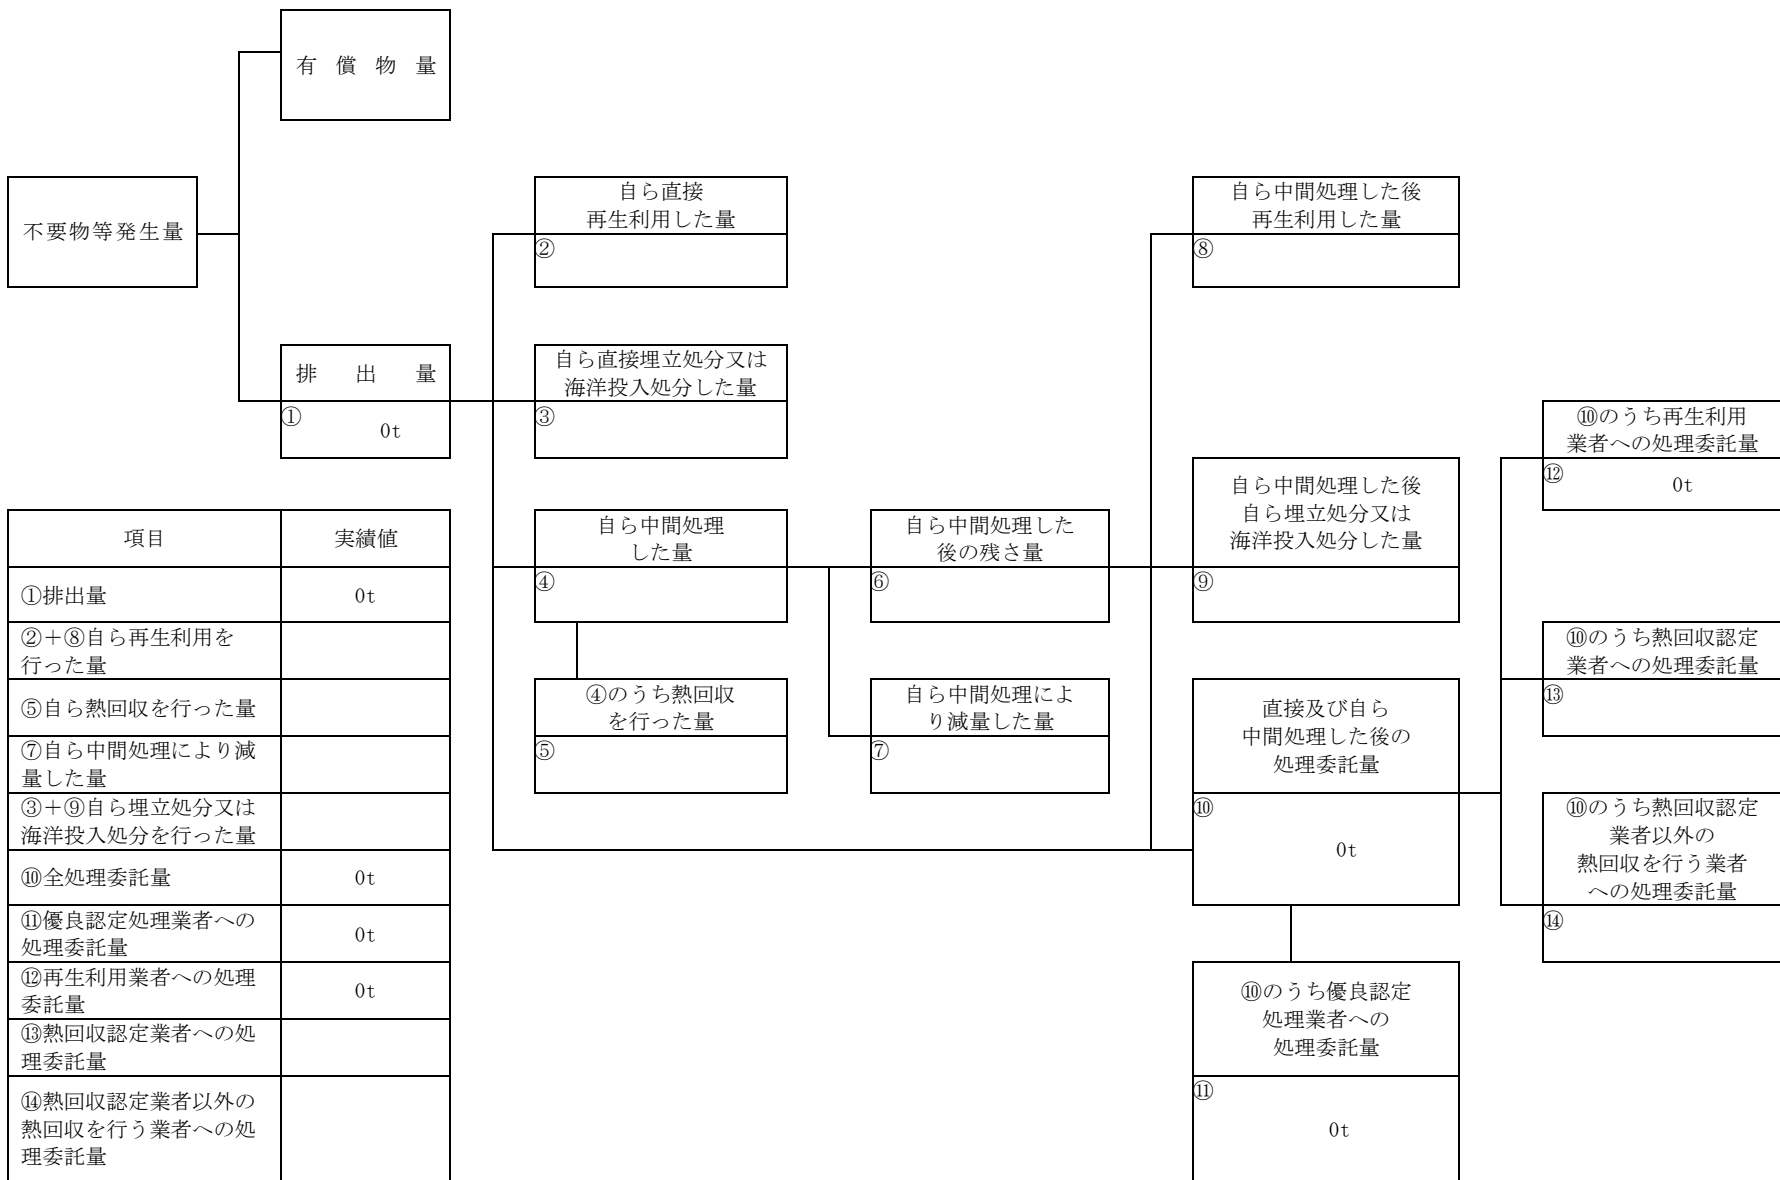 有償物量
不要物等発生量
自ら直接
再生利用した量
②
自ら中間処理した後
再生利用した量
⑧
排出量
①
0t
自ら直接埋立処分又は
海洋投入処分した量
③
⑩のうち再生利用
業者への処理委託量
⑫
0t
自ら中間処理
した量
④
自ら中間処理した
後の残さ量
⑥
自ら中間処理した後
自ら埋立処分又は
海洋投入処分した量
⑨
⑩のうち熱回収認定
業者への処理委託量
⑬
④のうち熱回収
を行った量
⑤
自ら中間処理によ
り減量した量
⑦
直接及び自ら
中間処理した後の
処理委託量
⑩
0t
⑩のうち熱回収認定
業者以外の
熱回収を行う業者
への処理委託量
⑭
⑩のうち優良認定
処理業者への
処理委託量
⑪
0t
項目 実績値
①排出量 0t
②+⑧自ら再生利用を
行った量
⑤自ら熱回収を行った量
⑦自ら中間処理により減
量した量
③+⑨自ら埋立処分又は
海洋投入処分を行った量
⑩全処理委託量 0t
⑪優良認定処理業者への
処理委託量 0t
⑫再生利用業者への処理
委託量 0t
⑬熱回収認定業者への処
理委託量
⑭熱回収認定業者以外の
熱回収を行う業者への処
理委託量